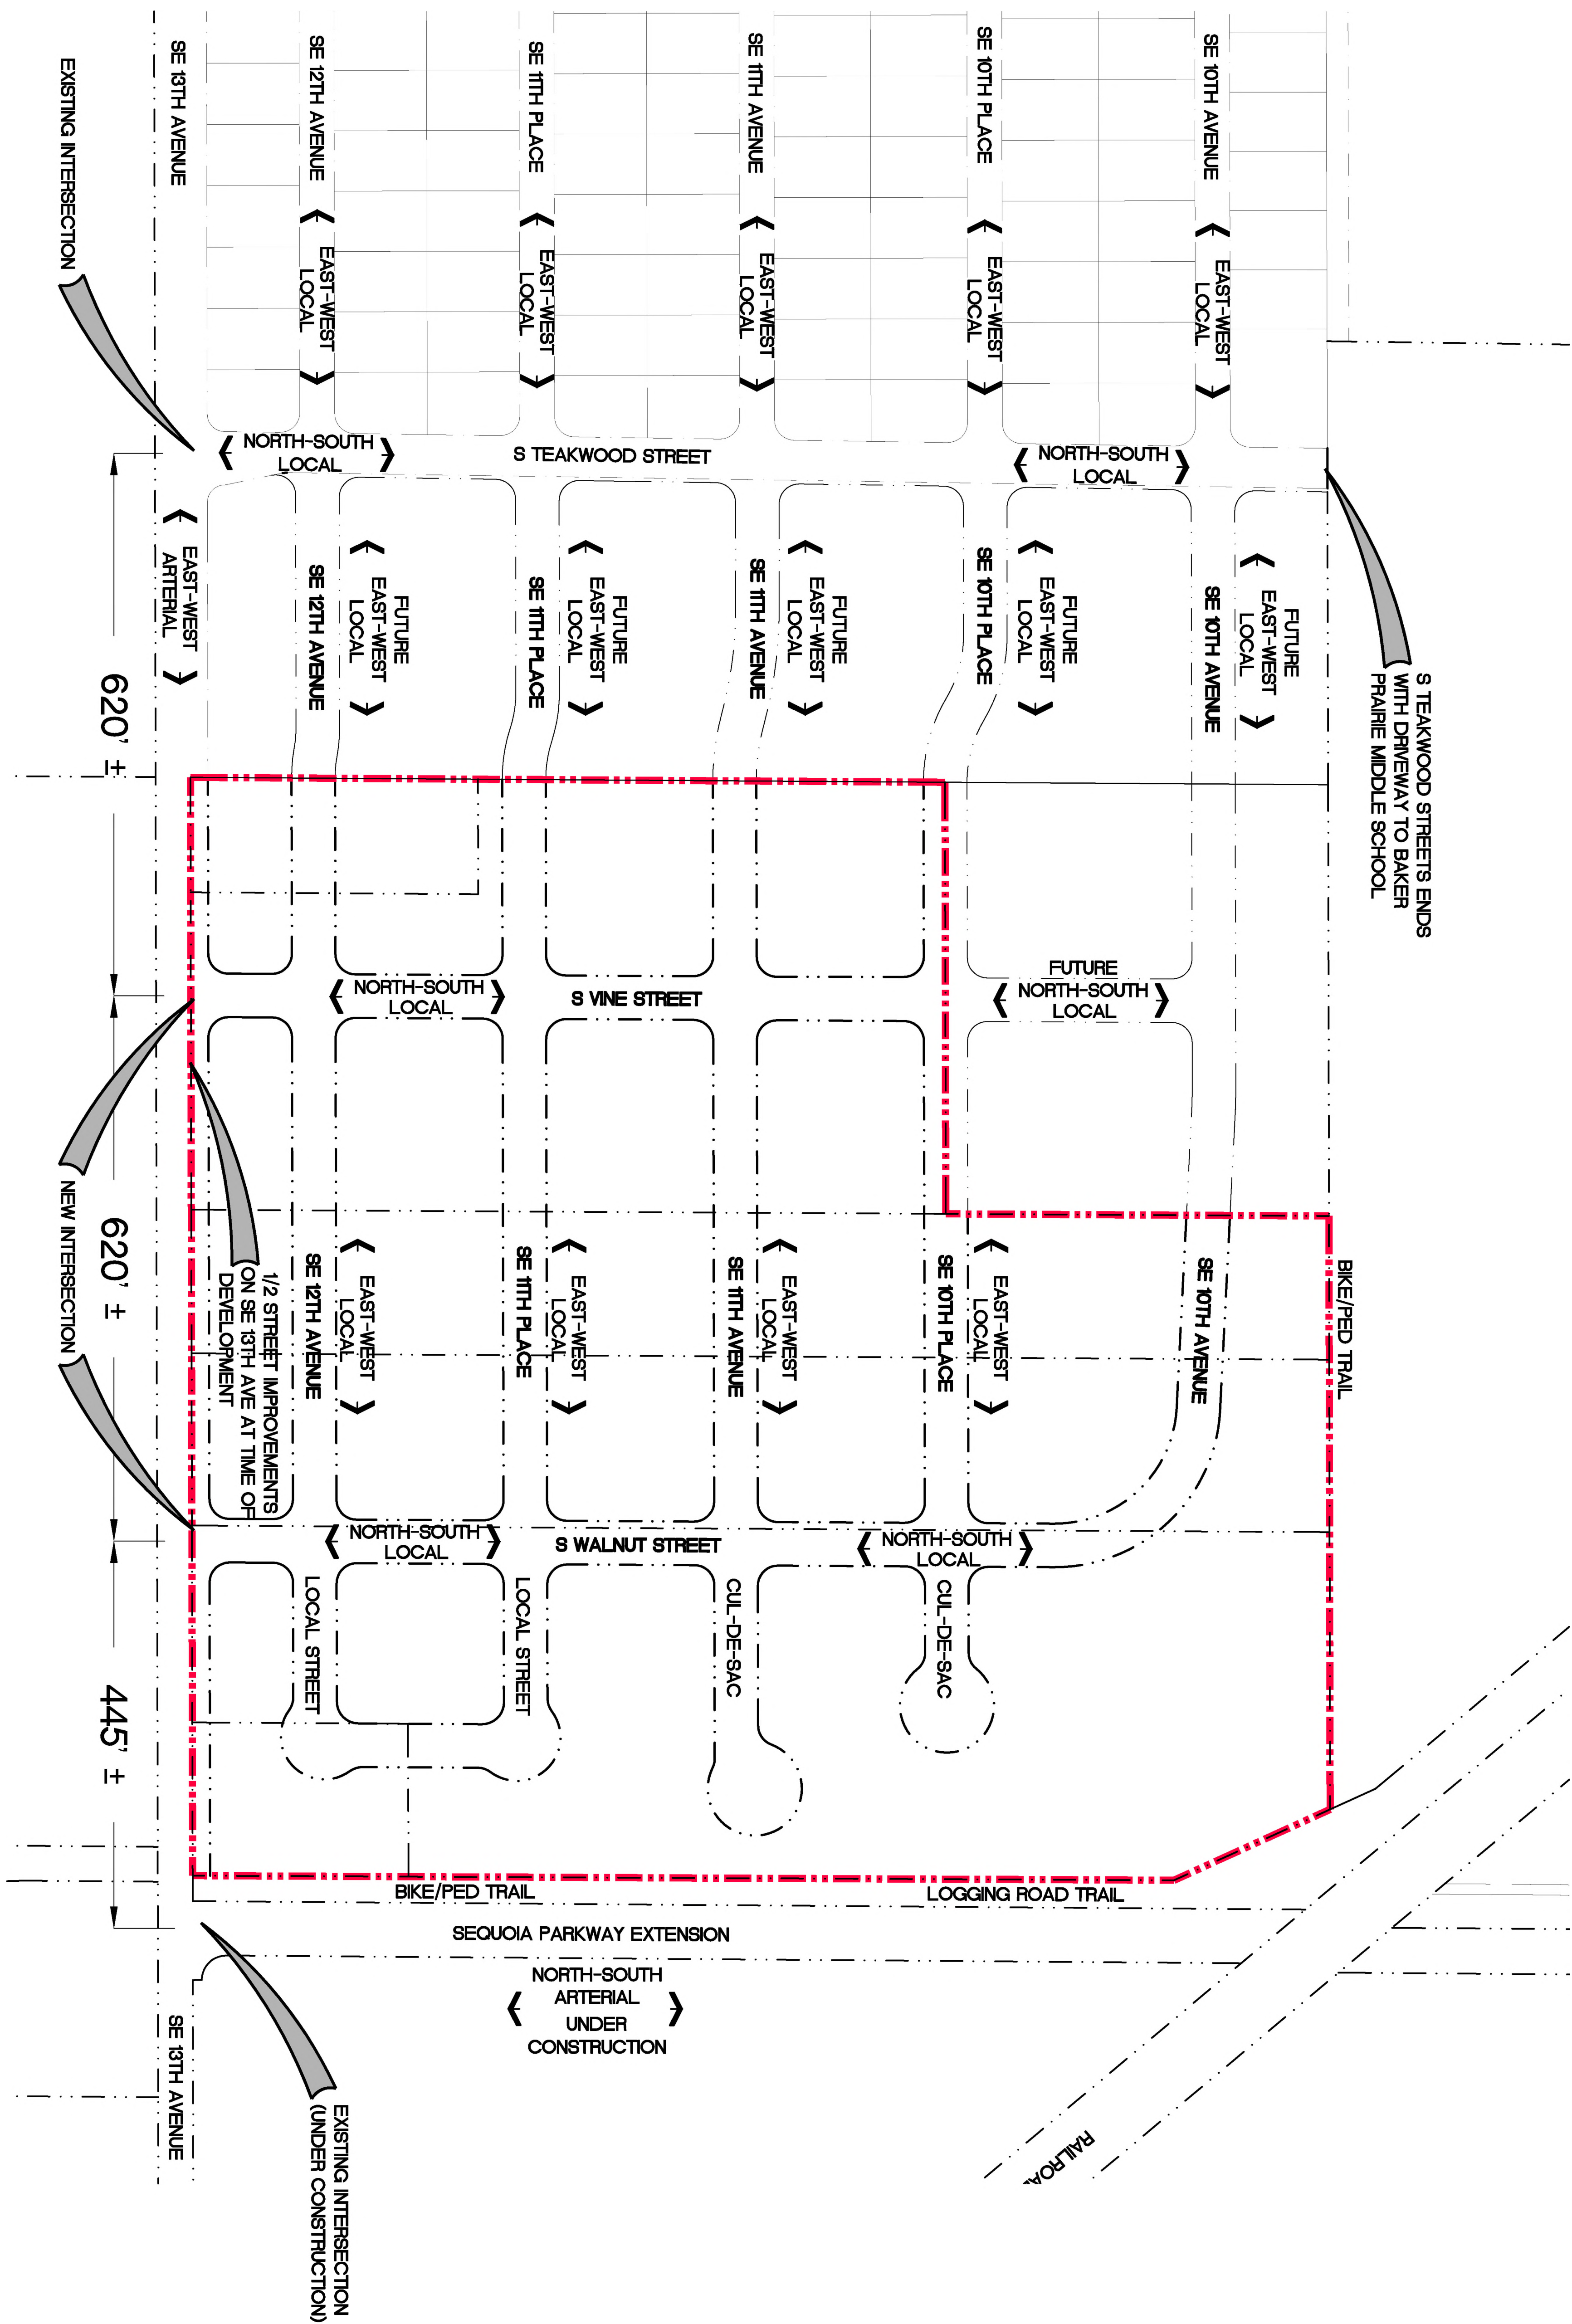 SE 13TH AVENUE
SE 12TH AVENUE
SE 11TH PLACE
SE 11TH AVENUE
SE 10TH PLACE
SE 10TH AVENUE
EXISTING INTERSECTION
EAST-WEST
LOCAL
EAST-WEST
LOCAL
EAST-WEST
LOCAL
EAST-WEST
LOCAL
EAST-WEST
LOCAL
NORTH-SOUTH
LOCAL
S TEAKWOOD STREET
NORTH-SOUTH
LOCAL
EAST-WEST
ARTERIAL
SE 12TH AVENUE
FUTURE
EAST-WEST
LOCAL
SE 11TH PLACE
FUTURE
EAST-WEST
LOCAL
SE 11TH AVENUE
FUTURE
EAST-WEST
LOCAL
SE 10TH PLACE
FUTURE
EAST-WEST
LOCAL
SE 10TH AVENUE
FUTURE
EAST-WEST
LOCAL
S TEAKWOOD STREETS ENDS
WITH DRIVEWAY TO BAKER
PRAIRIE MIDDLE SCHOOL
620' ±
NORTH-SOUTH
LOCAL
S VINE STREET
FUTURE
NORTH-SOUTH
LOCAL
NEW INTERSECTION
620' ±
1/2 STREET IMPROVEMENTS
ON SE 13TH AVE AT TIME OF
DEVELOPMENT
SE 12TH AVENUE
EAST-WEST
LOCAL
SE 11TH PLACE
EAST-WEST
LOCAL
SE 11TH AVENUE
EAST-WEST
LOCAL
SE 10TH PLACE
EAST-WEST
LOCAL
SE 10TH AVENUE
BIKE/PED TRAIL
NORTH-SOUTH
LOCAL
S WALNUT STREET
NORTH-SOUTH
LOCAL
LOCAL STREET
LOCAL STREET
CUL-DE-SAC
CUL-DE-SAC
445' ±
BIKE/PED TRAIL
LOGGING ROAD TRAIL
SEQUOIA PARKWAY EXTENSION
NORTH-SOUTH
ARTERIAL
UNDER
CONSTRUCTION
SE 13TH AVENUE
EXISTING INTERSECTION
(UNDER CONSTRUCTION)